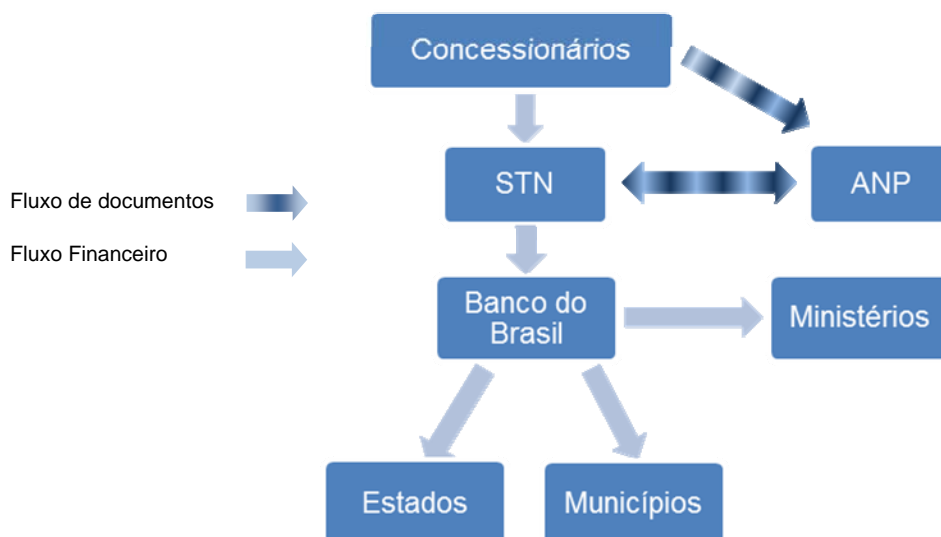 Concessionários
STN
ANP
Fluxo de documentos
Fluxo Financeiro
Banco do
Brasil
Ministérios
Estados
Municípios